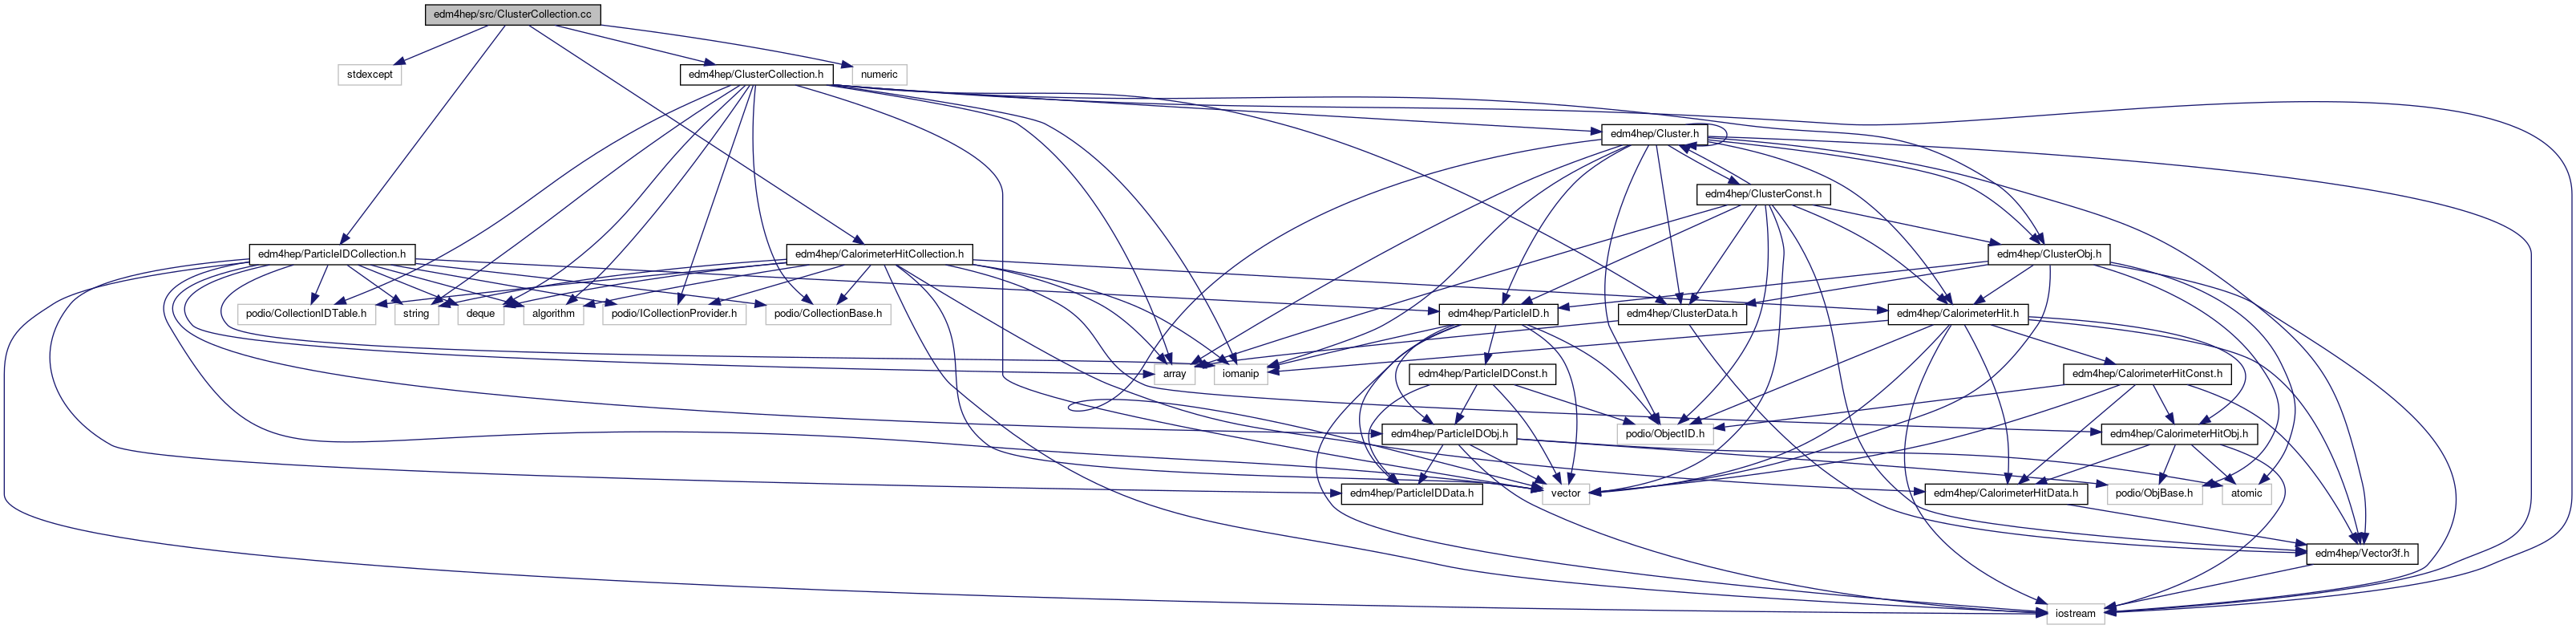 edm4hep/src/ClusterCollection.cc
stdexcept
edm4hep/ClusterCollection.h
numeric
edm4hep/Cluster.h
edm4hep/ClusterConst.h
edm4hep/ParticleIDCollection.h
edm4hep/CalorimeterHitCollection.h
edm4hep/ClusterObj.h
podio/CollectionIDTable.h
string
deque
algorithm
podio/ICollectionProvider.h
podio/CollectionBase.h
edm4hep/ParticleID.h
edm4hep/ClusterData.h
edm4hep/CalorimeterHit.h
array
iomanip
edm4hep/ParticleIDConst.h
edm4hep/CalorimeterHitConst.h
edm4hep/ParticleIDObj.h
podio/ObjectID.h
edm4hep/CalorimeterHitObj.h
edm4hep/ParticleIDData.h
vector
edm4hep/CalorimeterHitData.h
podio/ObjBase.h
atomic
edm4hep/Vector3f.h
iostream